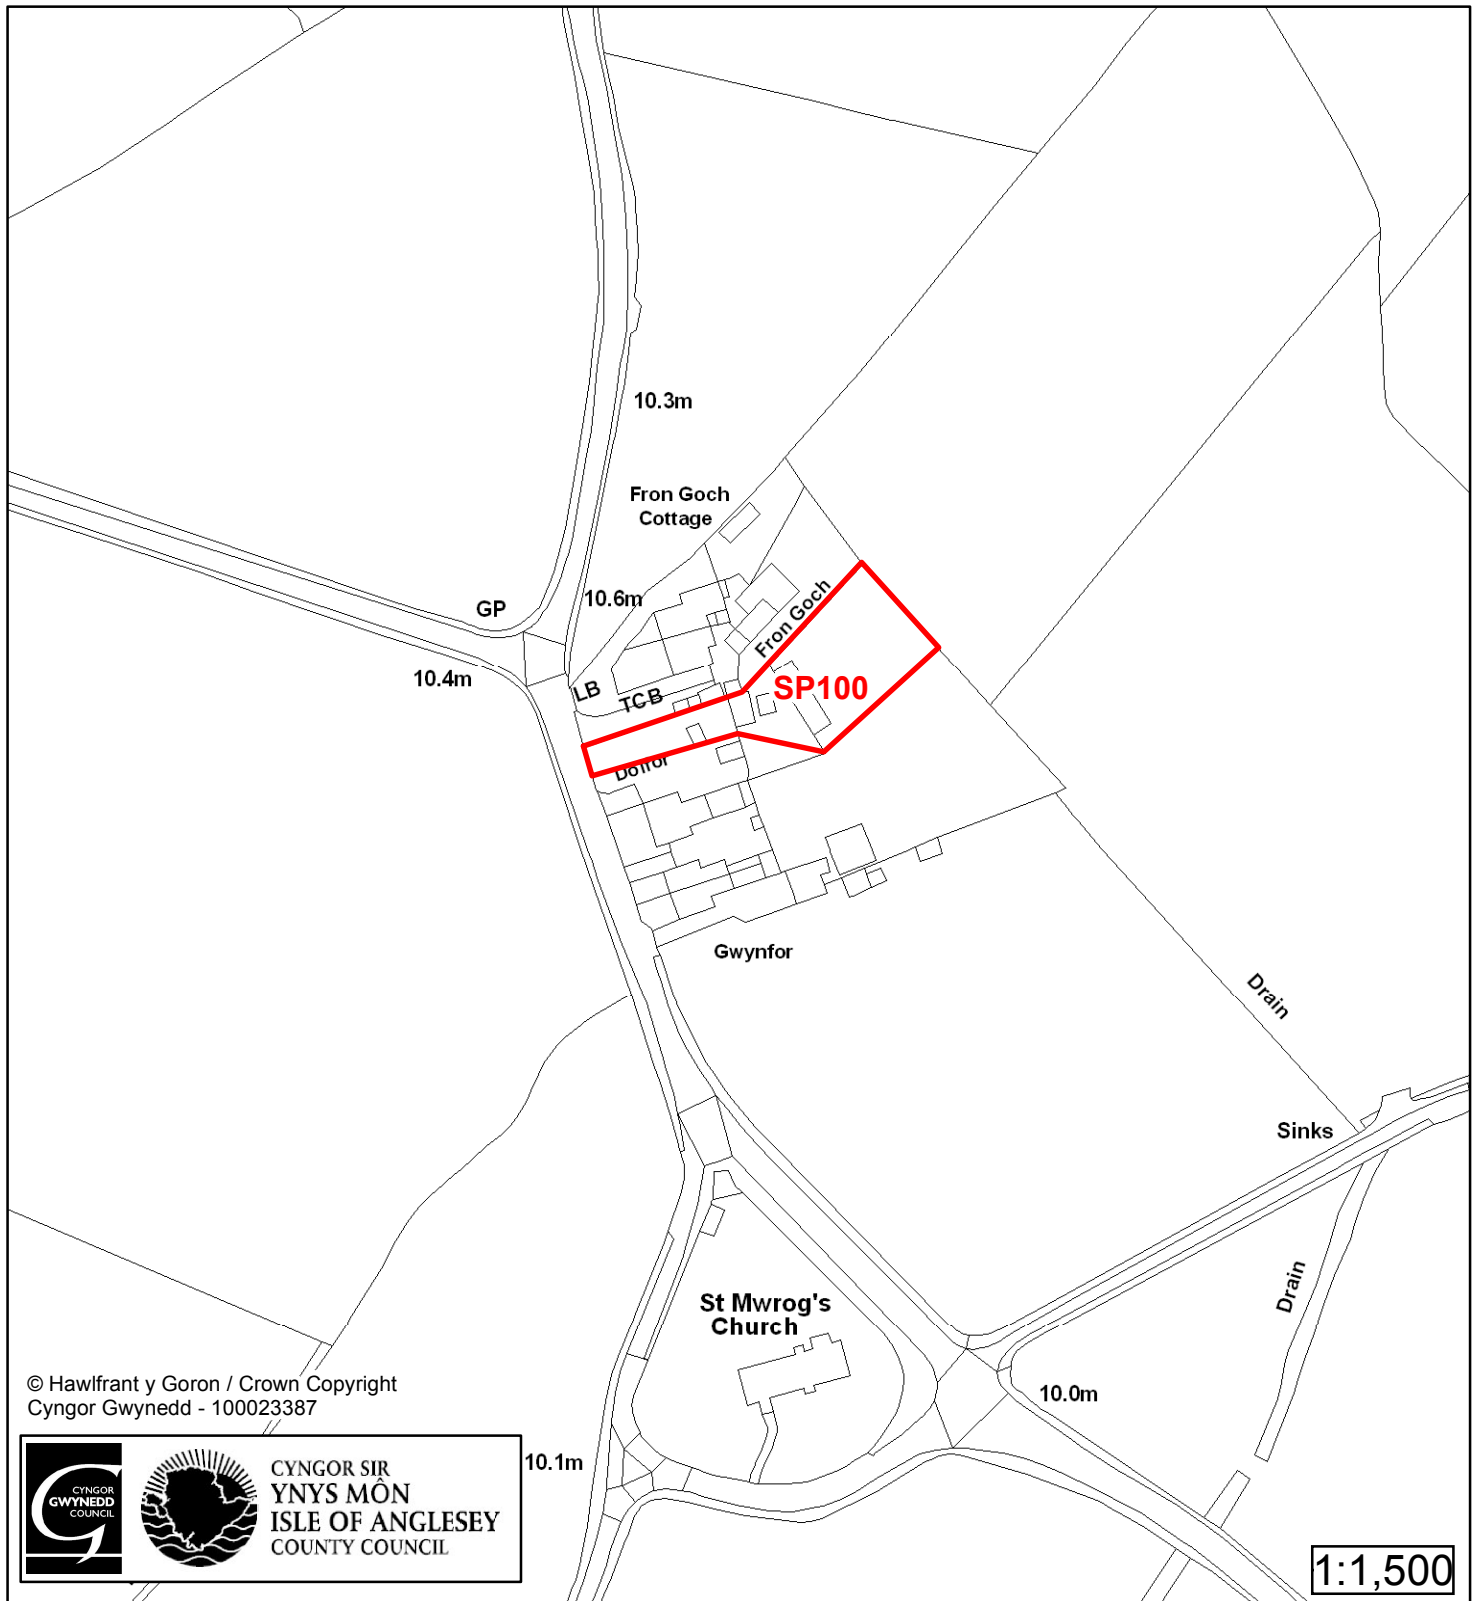 10.3m
Fron Goch
Cottage
10.6m
GP
Fron Goch
10.4m
LB
TCB
SP100
Dolfor
Gwynfor
Drain
Sinks
Drain
St Mwrog's
Church
10.0m
© Hawlfrant y Goron / Crown Copyright
Cyngor Gwynedd - 100023387
10.1m
CYNGOR
GWYNEDD
COUNCIL
CYNGOR SIR
YNYS MÔN
ISLE OF ANGLESEY
COUNTY COUNCIL
1:1,500